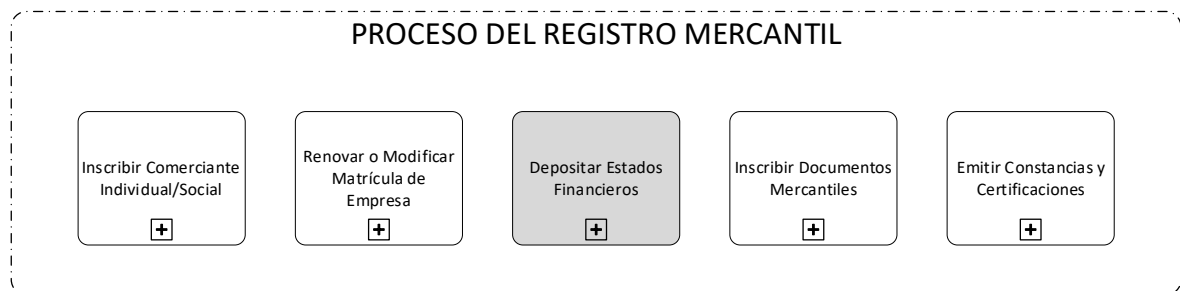 PROCESO DEL REGISTRO MERCANTIL
Inscribir Comerciante
Individual/Social
Renovar o Modificar
Matrícula de
Empresa
Depositar Estados
Financieros
Inscribir Documentos
Mercantiles
Emitir Constancias y
Certificaciones